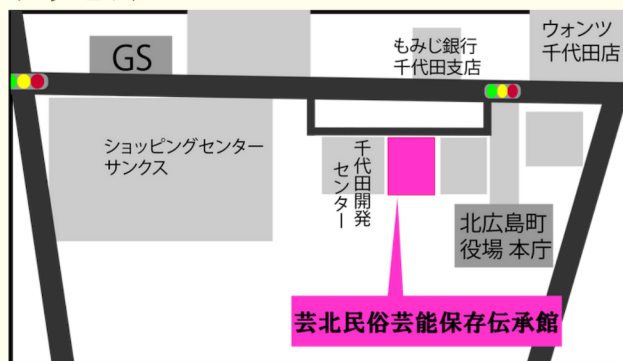 GS
もみじ銀行
千代田支店
ウォンツ
千代田店
ショッピングセンター
サンクス
千代田開発
センター
北広島町
役場 本庁
芸北民俗芸能保存伝承館